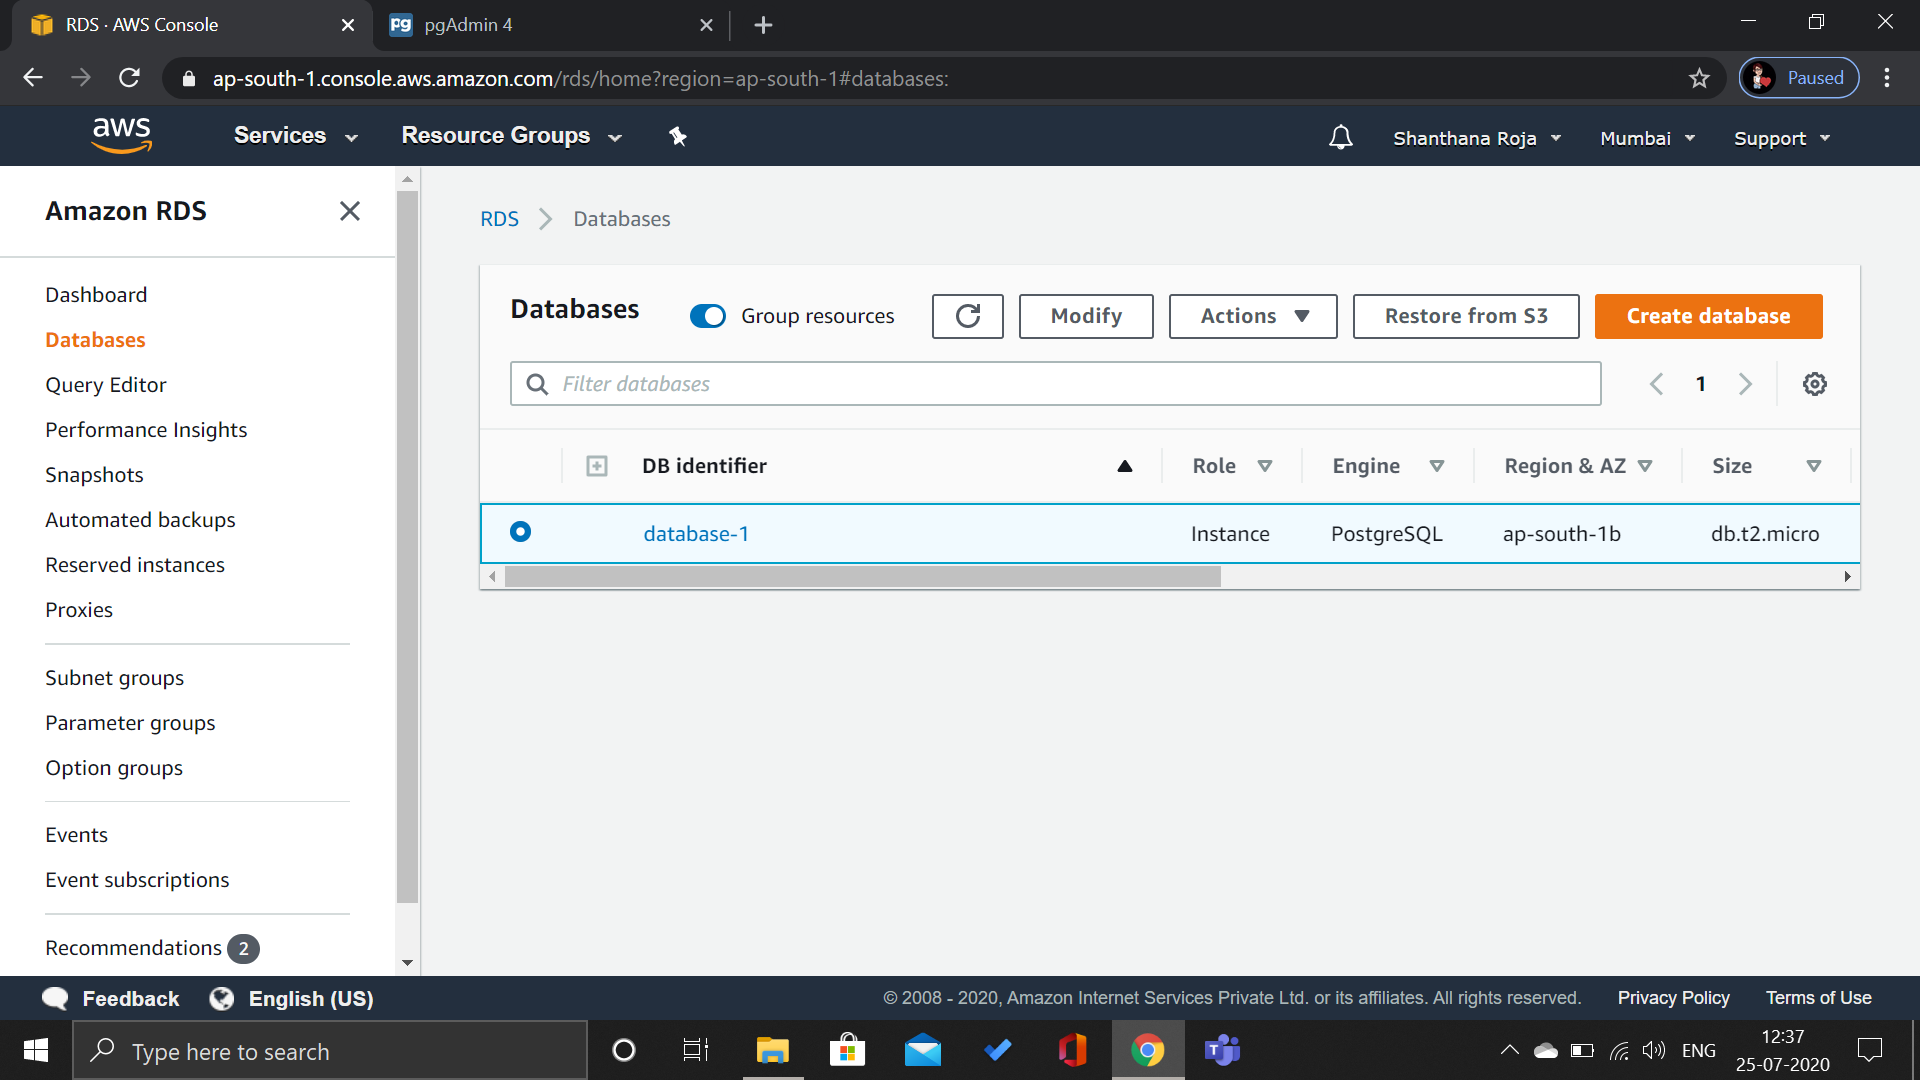 RDS · AWS Console
pg pgAdmin 4
ap-south-1.console.aws.amazon.com/rds/home?region=ap-south-1#databases:
Paused
aws
Services
Resource Groups
Shanthana Roja
Mumbai
Support
Amazon RDS
Dashboard
Databases
Query Editor
Performance Insights
Snapshots
Automated backups
Reserved instances
Proxies
Subnet groups
Parameter groups
Option groups
Events
Event subscriptions
Recommendations 2
RDS
Databases
Databases
Group resources
Modify
Actions
Restore from S3
Create database
Filter databases
1
DB identifier
Role
Engine
Region & AZ
Size
database-1
Instance
PostgreSQL
ap-south-1b
db.t2.micro
Feedback
English (US)
© 2008 - 2020, Amazon Internet Services Private Ltd. or its affiliates. All rights reserved.
Privacy Policy
Terms of Use
Type here to search
ENG
12:37
25-07-2020